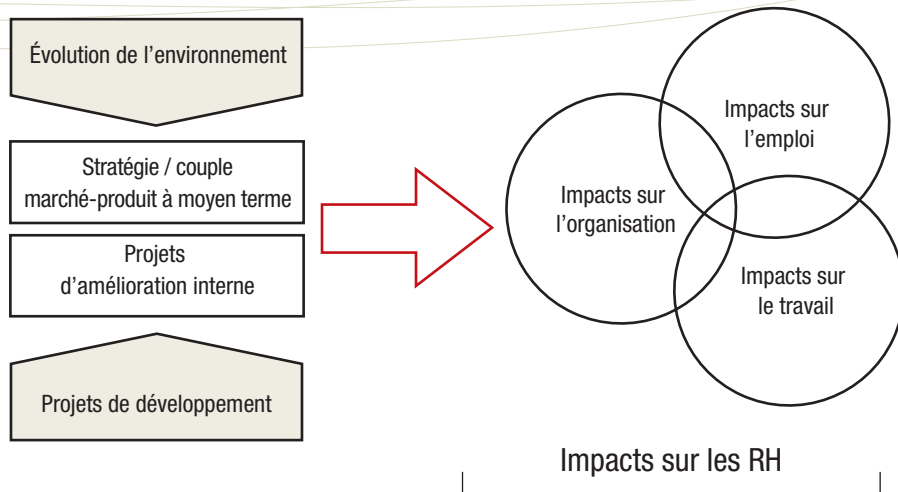 Évolution de l’environnement
Stratégie / couple
marché-produit à moyen terme
Projets
d’amélioration interne
Projets de développement
Impacts sur
l’emploi
Impacts sur
l’organisation
Impacts sur
le travail
Impacts sur les RH